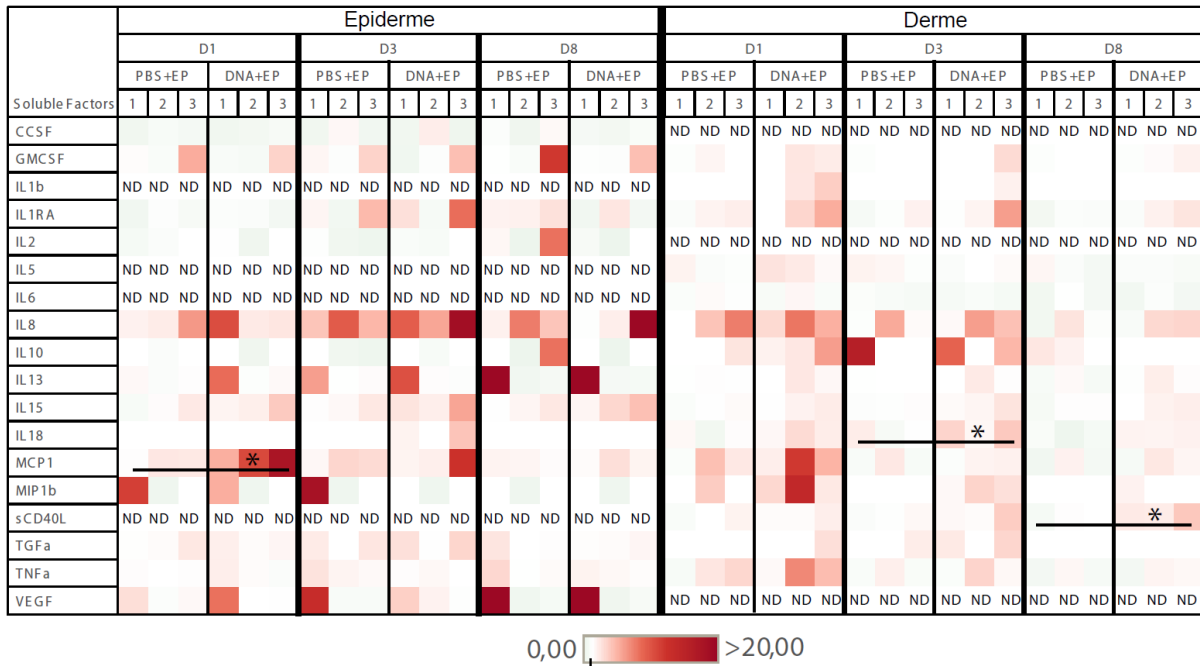 Epiderme Derme
D1 D3 D8 D1 D3 D8
PBS+EP DNA+EP PBS+EP DNA+EP PBS+EP DNA+EP PBS+EP DNA+EP PBS+EP DNA+EP PBS+EP DNA+EP
Soluble Factors 1 2 3 1 2 3 1 2 3 1 2 3 1 2 3 1 2 3 1 2 3 1 2 3 1 2 3 1 2 3 1 2 3 1 2 3
CCSF ND ND ND ND ND ND ND ND ND ND ND ND ND ND ND ND ND ND
GMCSF
IL1b ND ND ND ND ND ND ND ND ND ND ND ND ND ND ND ND ND ND
IL1RA
IL2 ND ND ND ND ND ND ND ND ND ND ND ND ND ND ND ND ND ND
IL5 ND ND ND ND ND ND ND ND ND ND ND ND ND ND ND ND ND ND
IL6 ND ND ND ND ND ND ND ND ND ND ND ND ND ND ND ND ND ND
IL8
IL10
IL13
IL15
IL18 *
MCP1 *
MIP1b
sCD40L ND ND ND ND ND ND ND ND ND ND ND ND ND ND ND ND ND ND *
TGFa
TNFa
VEGF ND ND ND ND ND ND ND ND ND ND ND ND ND ND ND ND ND ND
0,00 >20,00